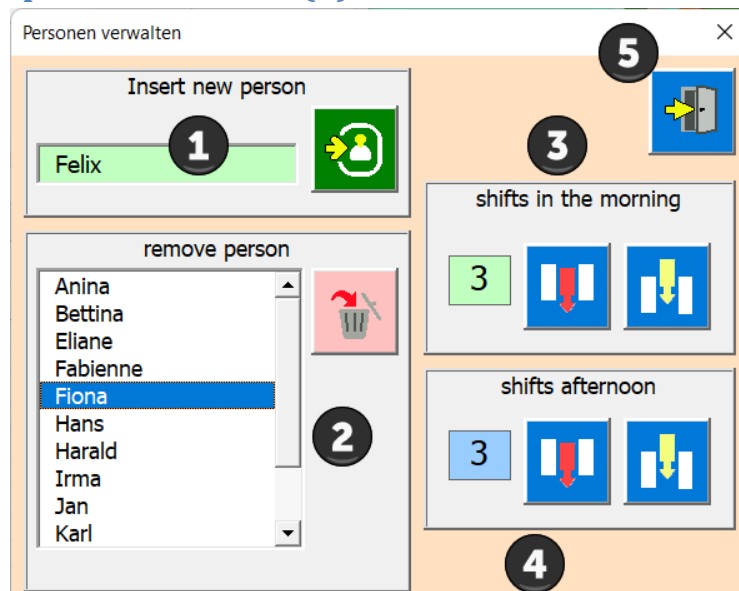 Personen verwalten
5
Insert new person
1
Felix
3
shifts in the morning
3
remove person
Anina
Bettina
Eliane
Fabienne
Fiona
Hans
Harald
Irma
Jan
Karl
2
shifts afternoon
3
4